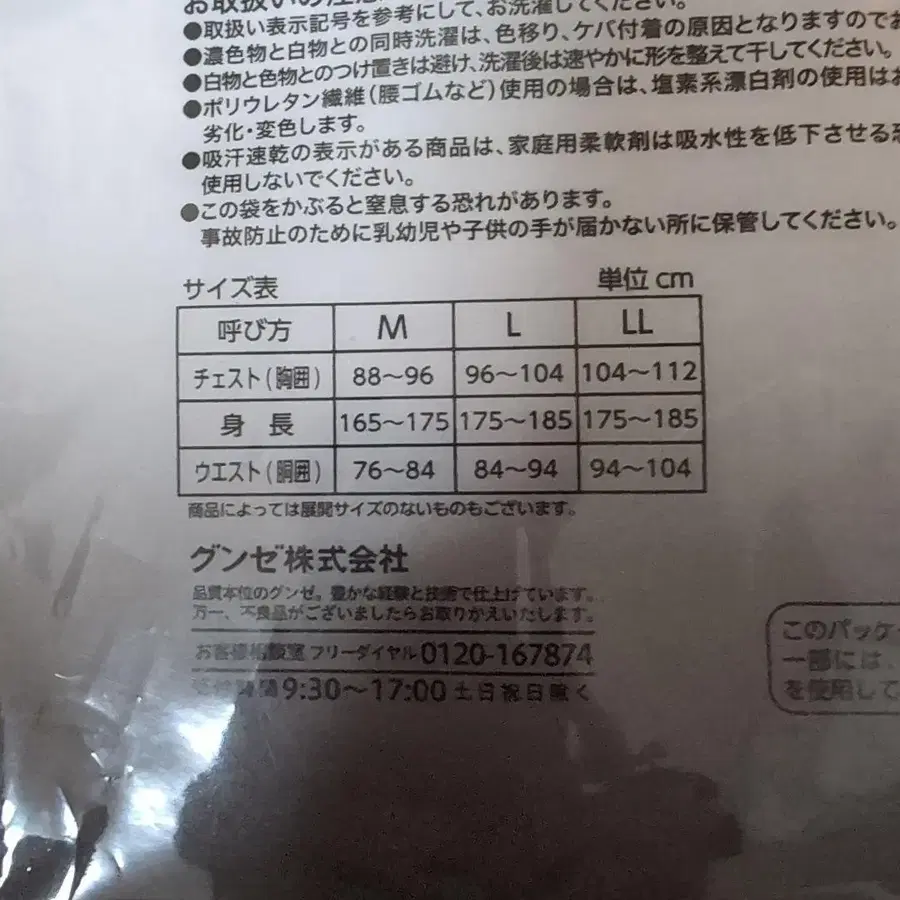 お取扱い
●取扱い表示記号を参考にして、お洗濯してください。
●濃色物と白物との同時洗濯は、色移り、ケバ付着の原因となりますのでお
●白物と色物とのつけ置きは避け、洗濯後は速やかに形を整えて干してください。
●ポリウレタン繊維(腰ゴムなど)使用の場合は、塩素系漂白剤の使用はお
劣化・変色します。
●吸汗速乾の表示がある商品は、家庭用柔軟剤は吸水性を低下させる恐
使用しないでください。
●この袋をかぶると窒息する恐れがあります。
事故防止のために乳幼児や子供の手が届かない所に保管してください。
サイズ表 単位 cm
呼び方 M L LL
チェスト(胸囲) 88〜96 96〜104 104〜112
身長 165〜175 175〜185 175〜185
ウエスト(胴囲) 76〜84 84〜94 94〜104
商品によっては展開サイズのないものもございます。
グンゼ株式会社
品質本位のグンゼ。豊かな経験と技術で仕上げています。
万一、不良品がございましたらお取りかえいたします。
お客様相談室 フリーダイヤル 0120-167874
受付時間 9:30〜17:00 土日祝日除く
このパッケ
一部には、
を使用して